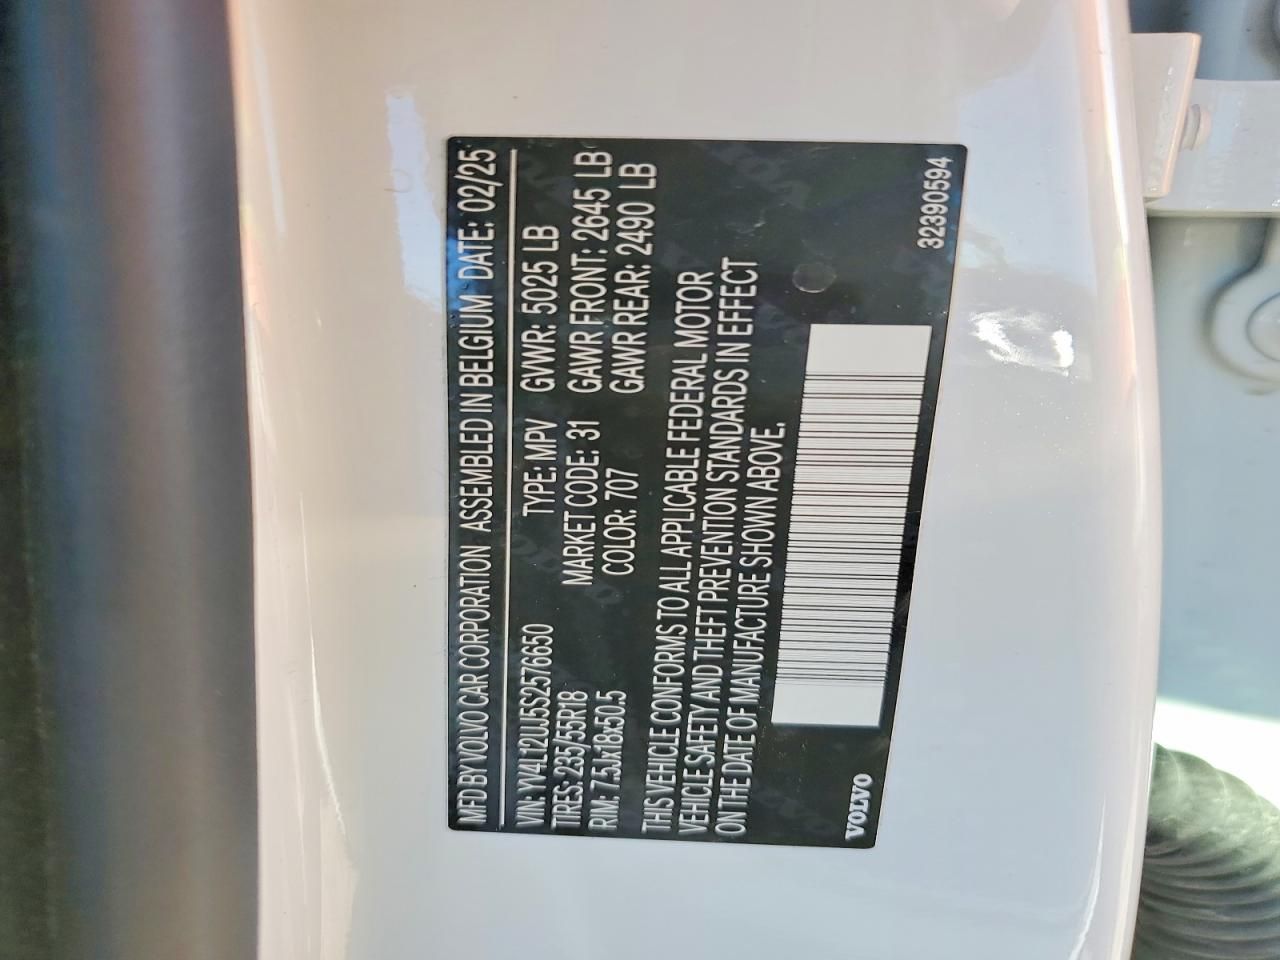 MFD BY VOLVO CAR CORPORATION ASSEMBLED IN BELGIUM DATE: 02/25
VIN: YV4L12UJ5S2576650 TYPE: MPV GVWR: 5025 LB
TIRES: 235/55R18 MARKET CODE: 31 GAWR FRONT: 2645 LB
RIM: 7.5Jx18x50.5 COLOR: 707 GAWR REAR: 2490 LB
THIS VEHICLE CONFORMS TO ALL APPLICABLE FEDERAL MOTOR
VEHICLE SAFETY AND THEFT PREVENTION STANDARDS IN EFFECT
ON THE DATE OF MANUFACTURE SHOWN ABOVE.
VOLVO 32390594